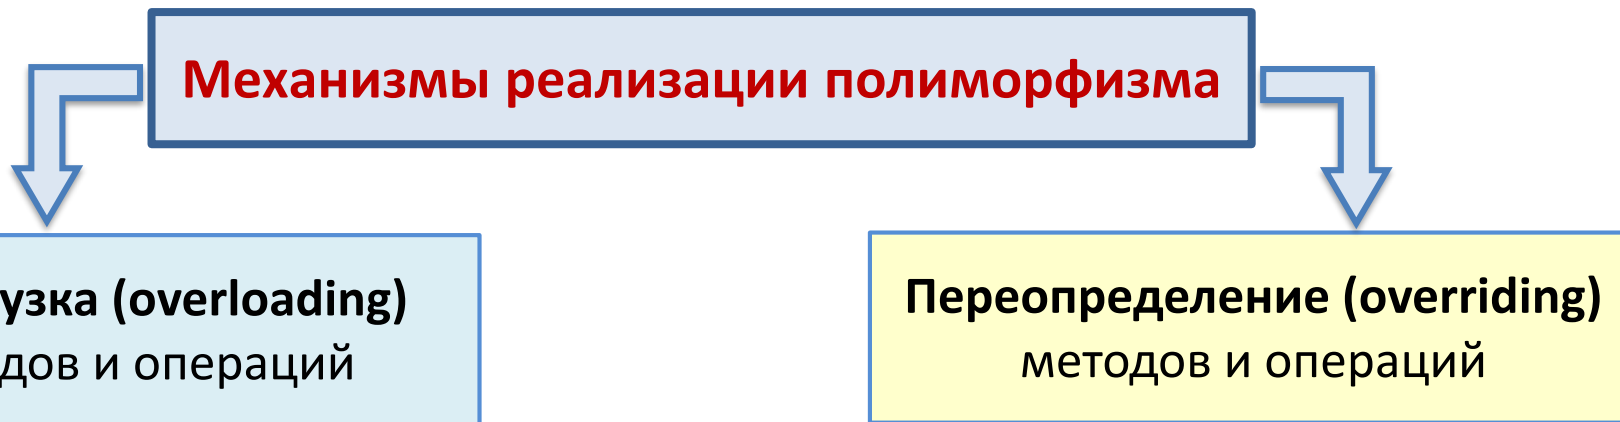 Механизмы реализации полиморфизма
узка (overloading)
дов и операций
Переопределение (overriding)
методов и операций